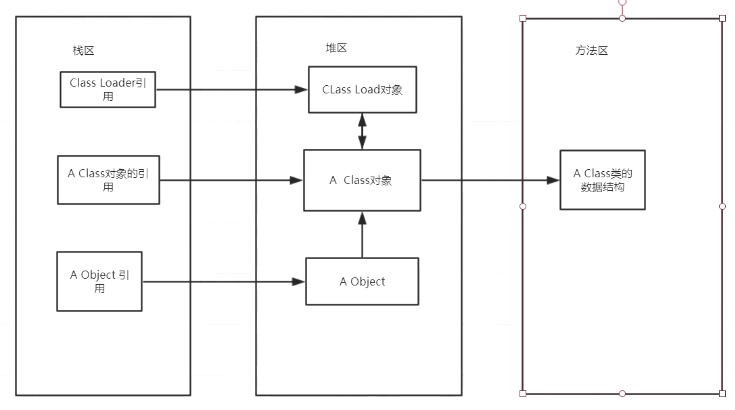 栈区
堆区
方法区
Class Loader引
用
CLass Load对象
A Class对象的引
用
A Class对象
A Class类的
数据结构
A Object 引
用
A Object